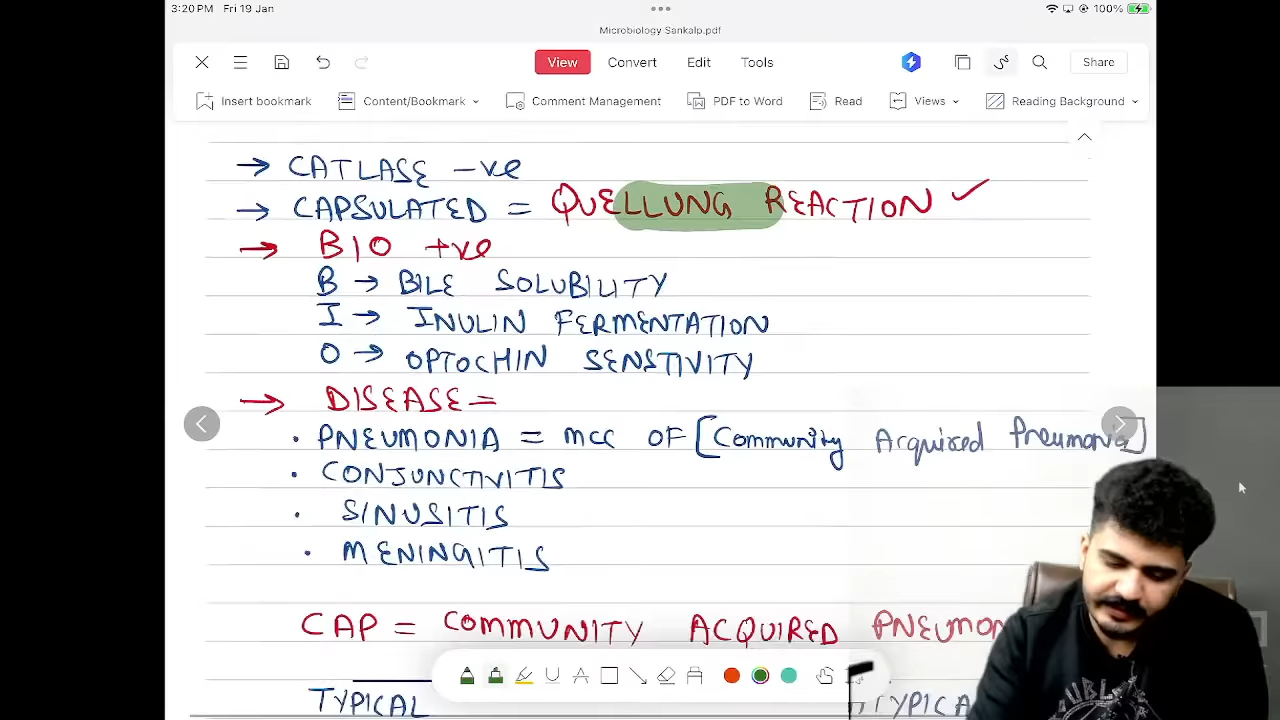 3:20 PM Fri 19 Jan
100%
Microbiology Sankalp.pdf
View Convert Edit Tools
Share
Insert bookmark Content/Bookmark Comment Management PDF to Word Read Views Reading Background
→ CATLASE -ve
→ CAPSULATED = QUELLUNG REACTION ✓
→ BIO +ve
B → BILE SOLUBILITY
I → INULIN FERMENTATION
O → OPTOCHIN SENSTIVITY
→ DISEASE =
· PNEUMONIA = mcc OF [Community Acquired Pneumonia]
· CONJUNCTIVITIS
· SINUSITIS
· MENINGITIS
CAP = COMMUNITY ACQUIRED PNEUMON
TYPICAL TYPICA